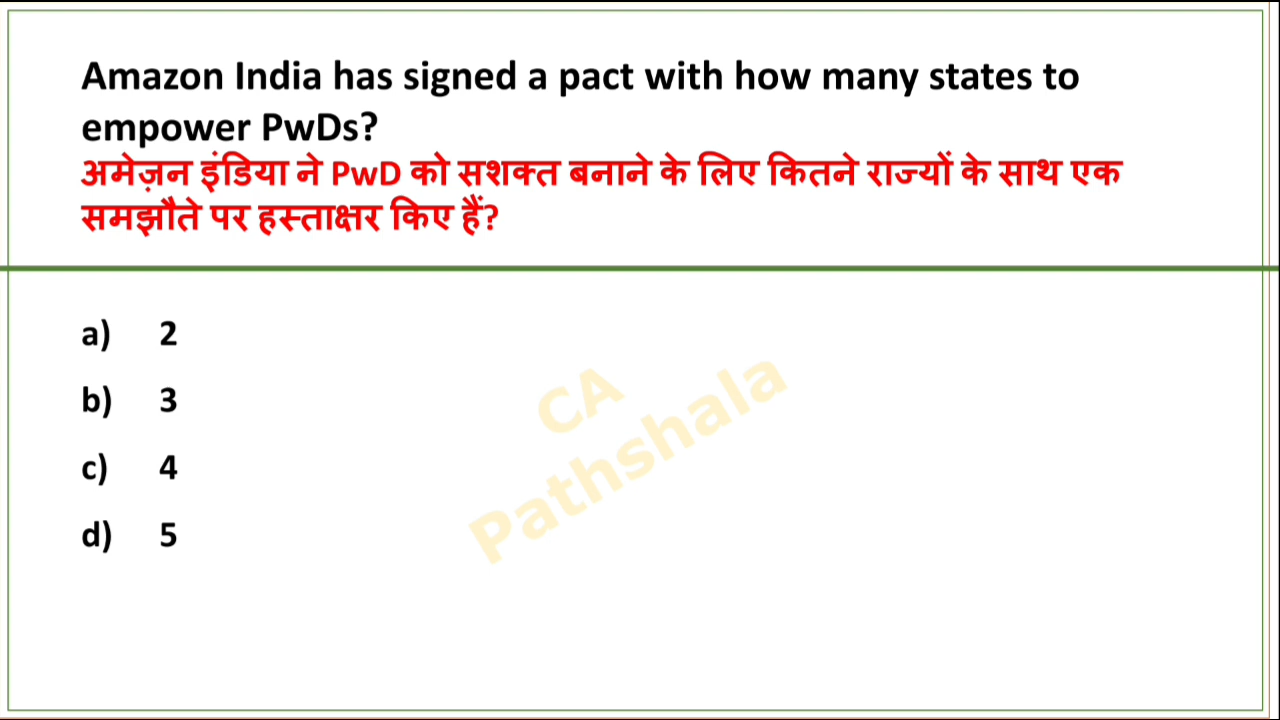 Amazon India has signed a pact with how many states to
empower PwDs?
अमेज़न इंडिया ने PwD को सशक्त बनाने के लिए कितने राज्यों के साथ एक
समझौते पर हस्ताक्षर किए हैं?
a) 2
b) 3
c) 4
d) 5
CA
Pathshala